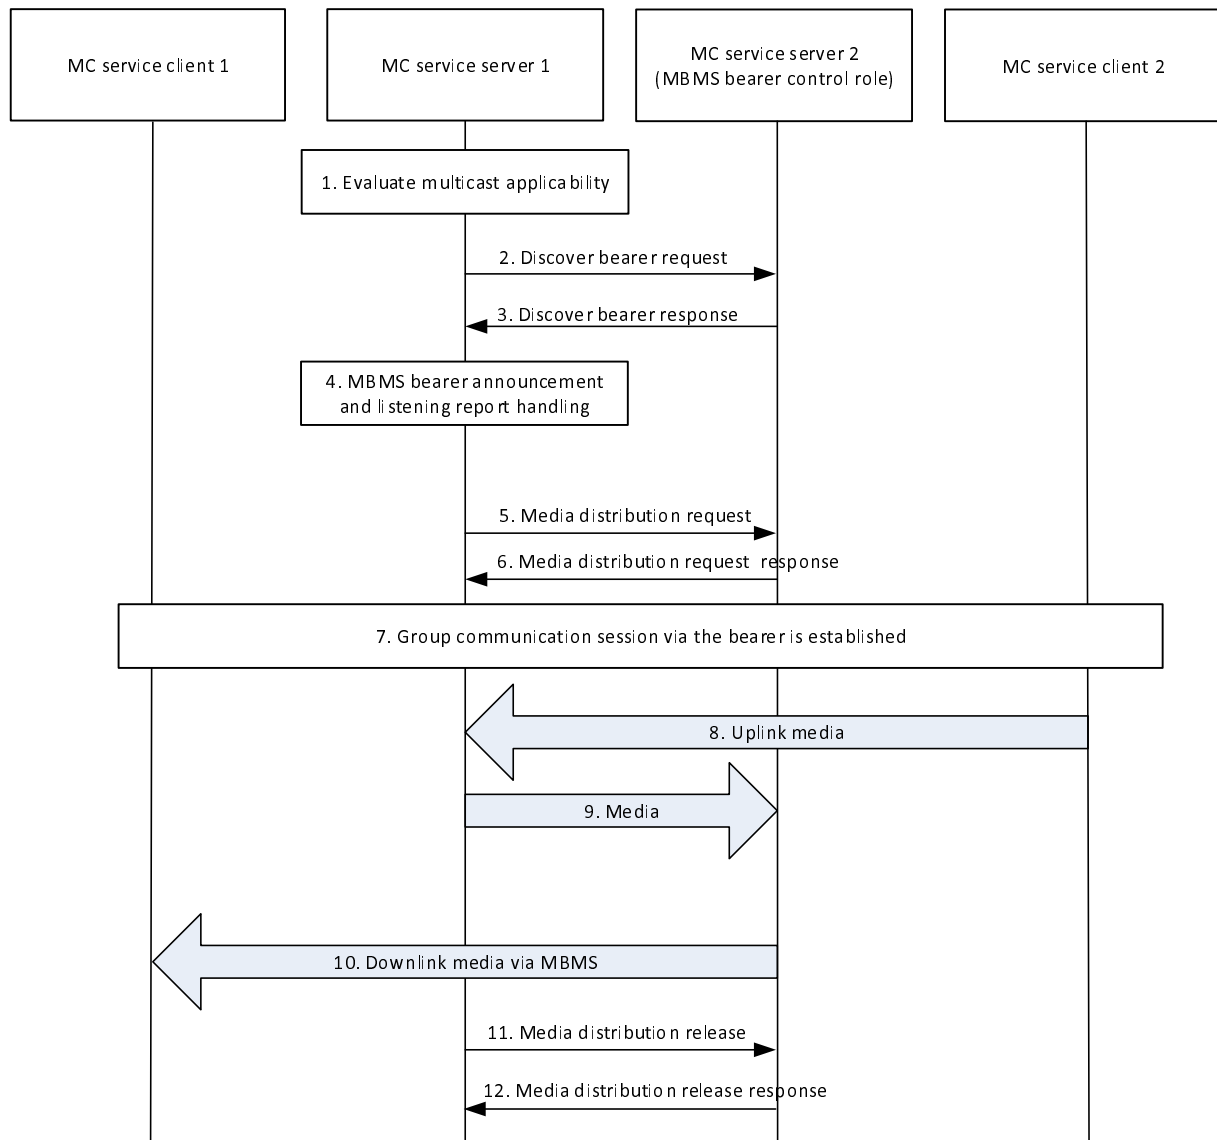 MC service client 1
MC service server 1
MC service server 2
(MBMS bearer control role)
MC service client 2
1. Evaluate multicast applicability
2. Discover bearer request
3. Discover bearer response
4. MBMS bearer announcement
and listening report handling
5. Media distribution request
6. Media distribution request response
7. Group communication session via the bearer is established
8. Uplink media
9. Media
10. Downlink media via MBMS
11. Media distribution release
12. Media distribution release response